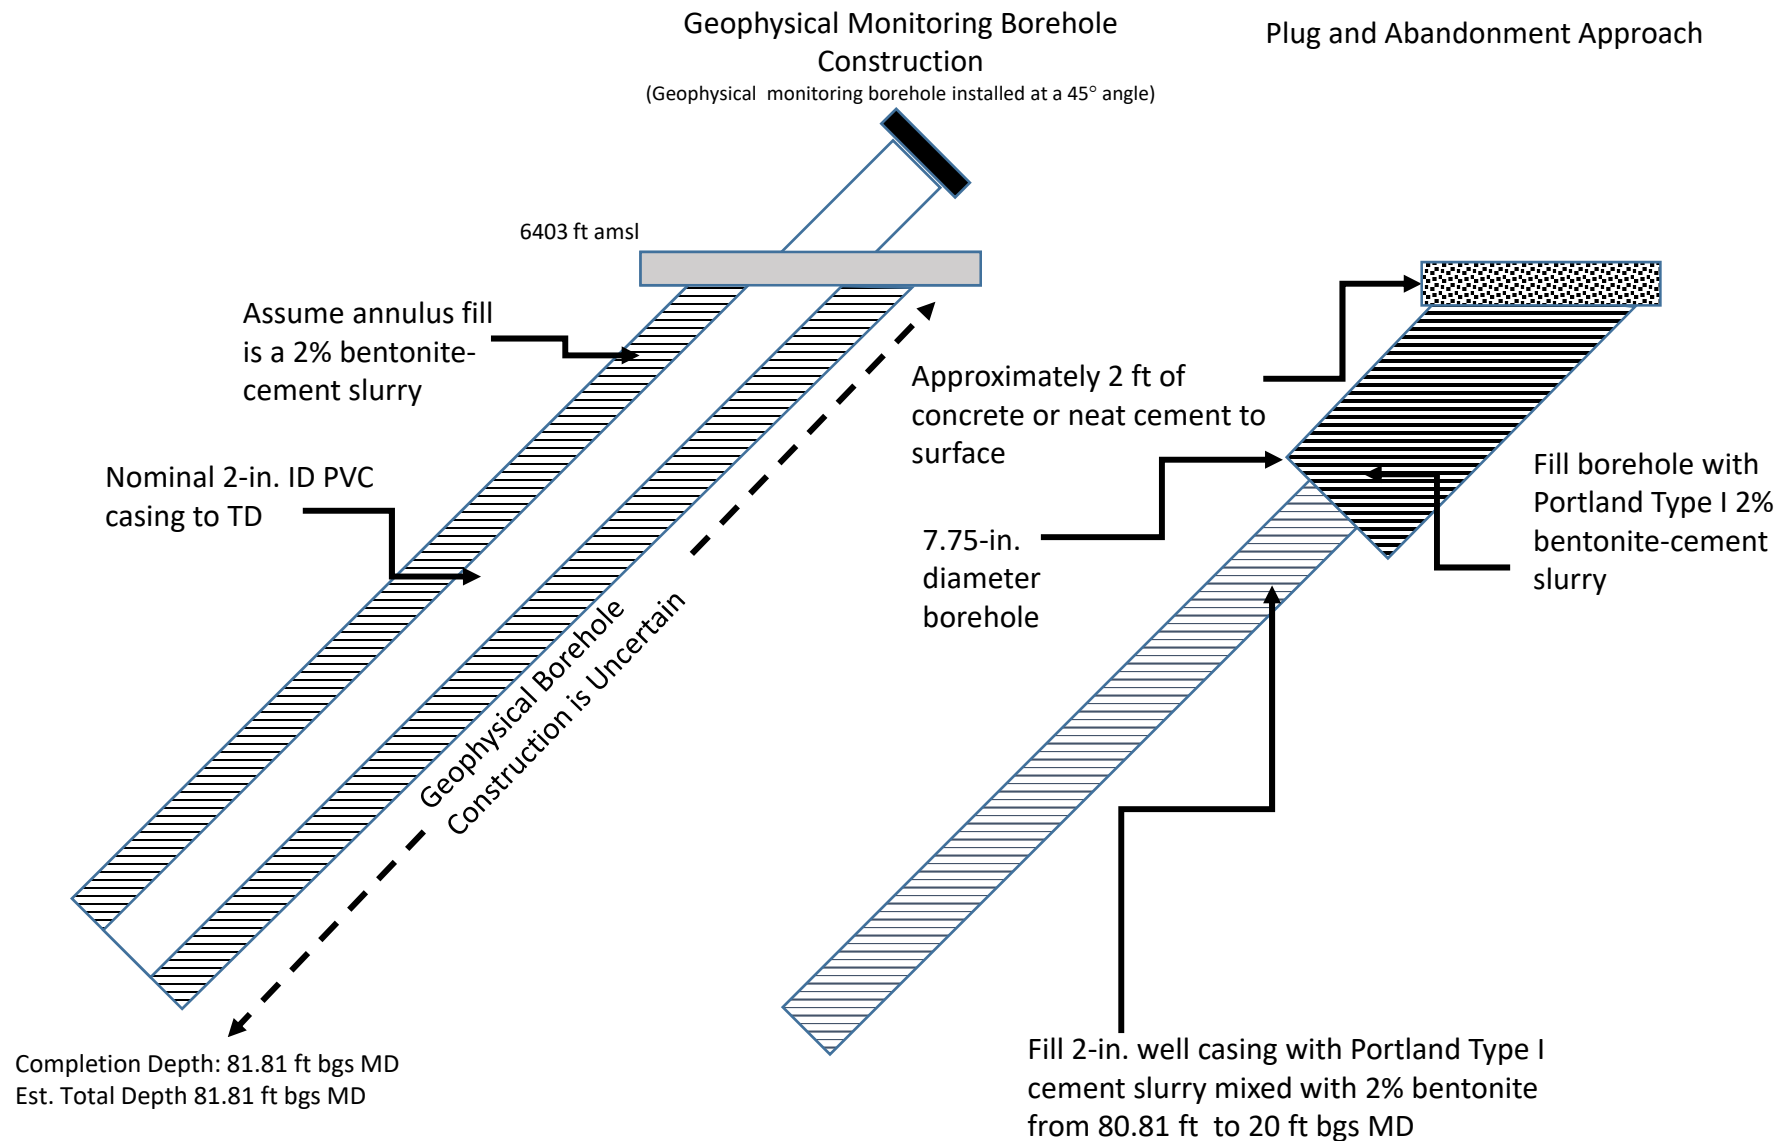 Geophysical Monitoring Borehole
Construction
(Geophysical monitoring borehole installed at a 45° angle)
Plug and Abandonment Approach
6403 ft amsl
Assume annulus fill
is a 2% bentonite-
cement slurry
Nominal 2-in. ID PVC
casing to TD
Geophysical Borehole
Construction is Uncertain
Completion Depth: 81.81 ft bgs MD
Est. Total Depth 81.81 ft bgs MD
Approximately 2 ft of
concrete or neat cement to
surface
7.75-in.
diameter
borehole
Fill borehole with
Portland Type I 2%
bentonite-cement
slurry
Fill 2-in. well casing with Portland Type I
cement slurry mixed with 2% bentonite
from 80.81 ft to 20 ft bgs MD